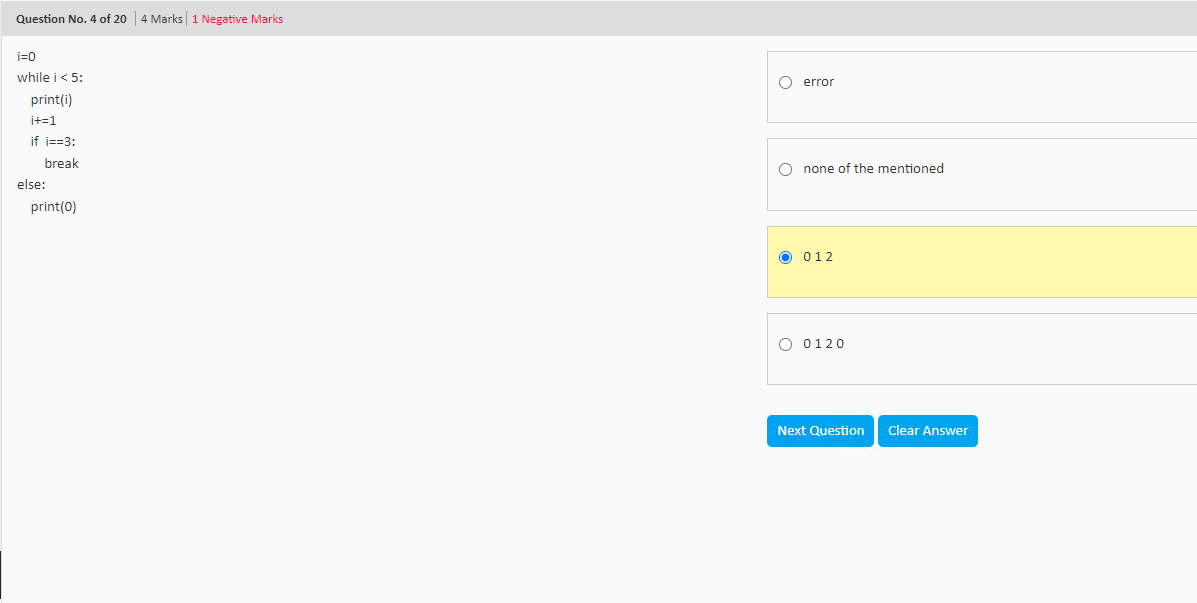 Question No. 4 of 20 4 Marks 1 Negative Marks
i=0
while i < 5:
print(i)
i+=1
if i==3:
break
else:
print(0)
error
none of the mentioned
0 1 2
0 1 2 0
Next Question Clear Answer